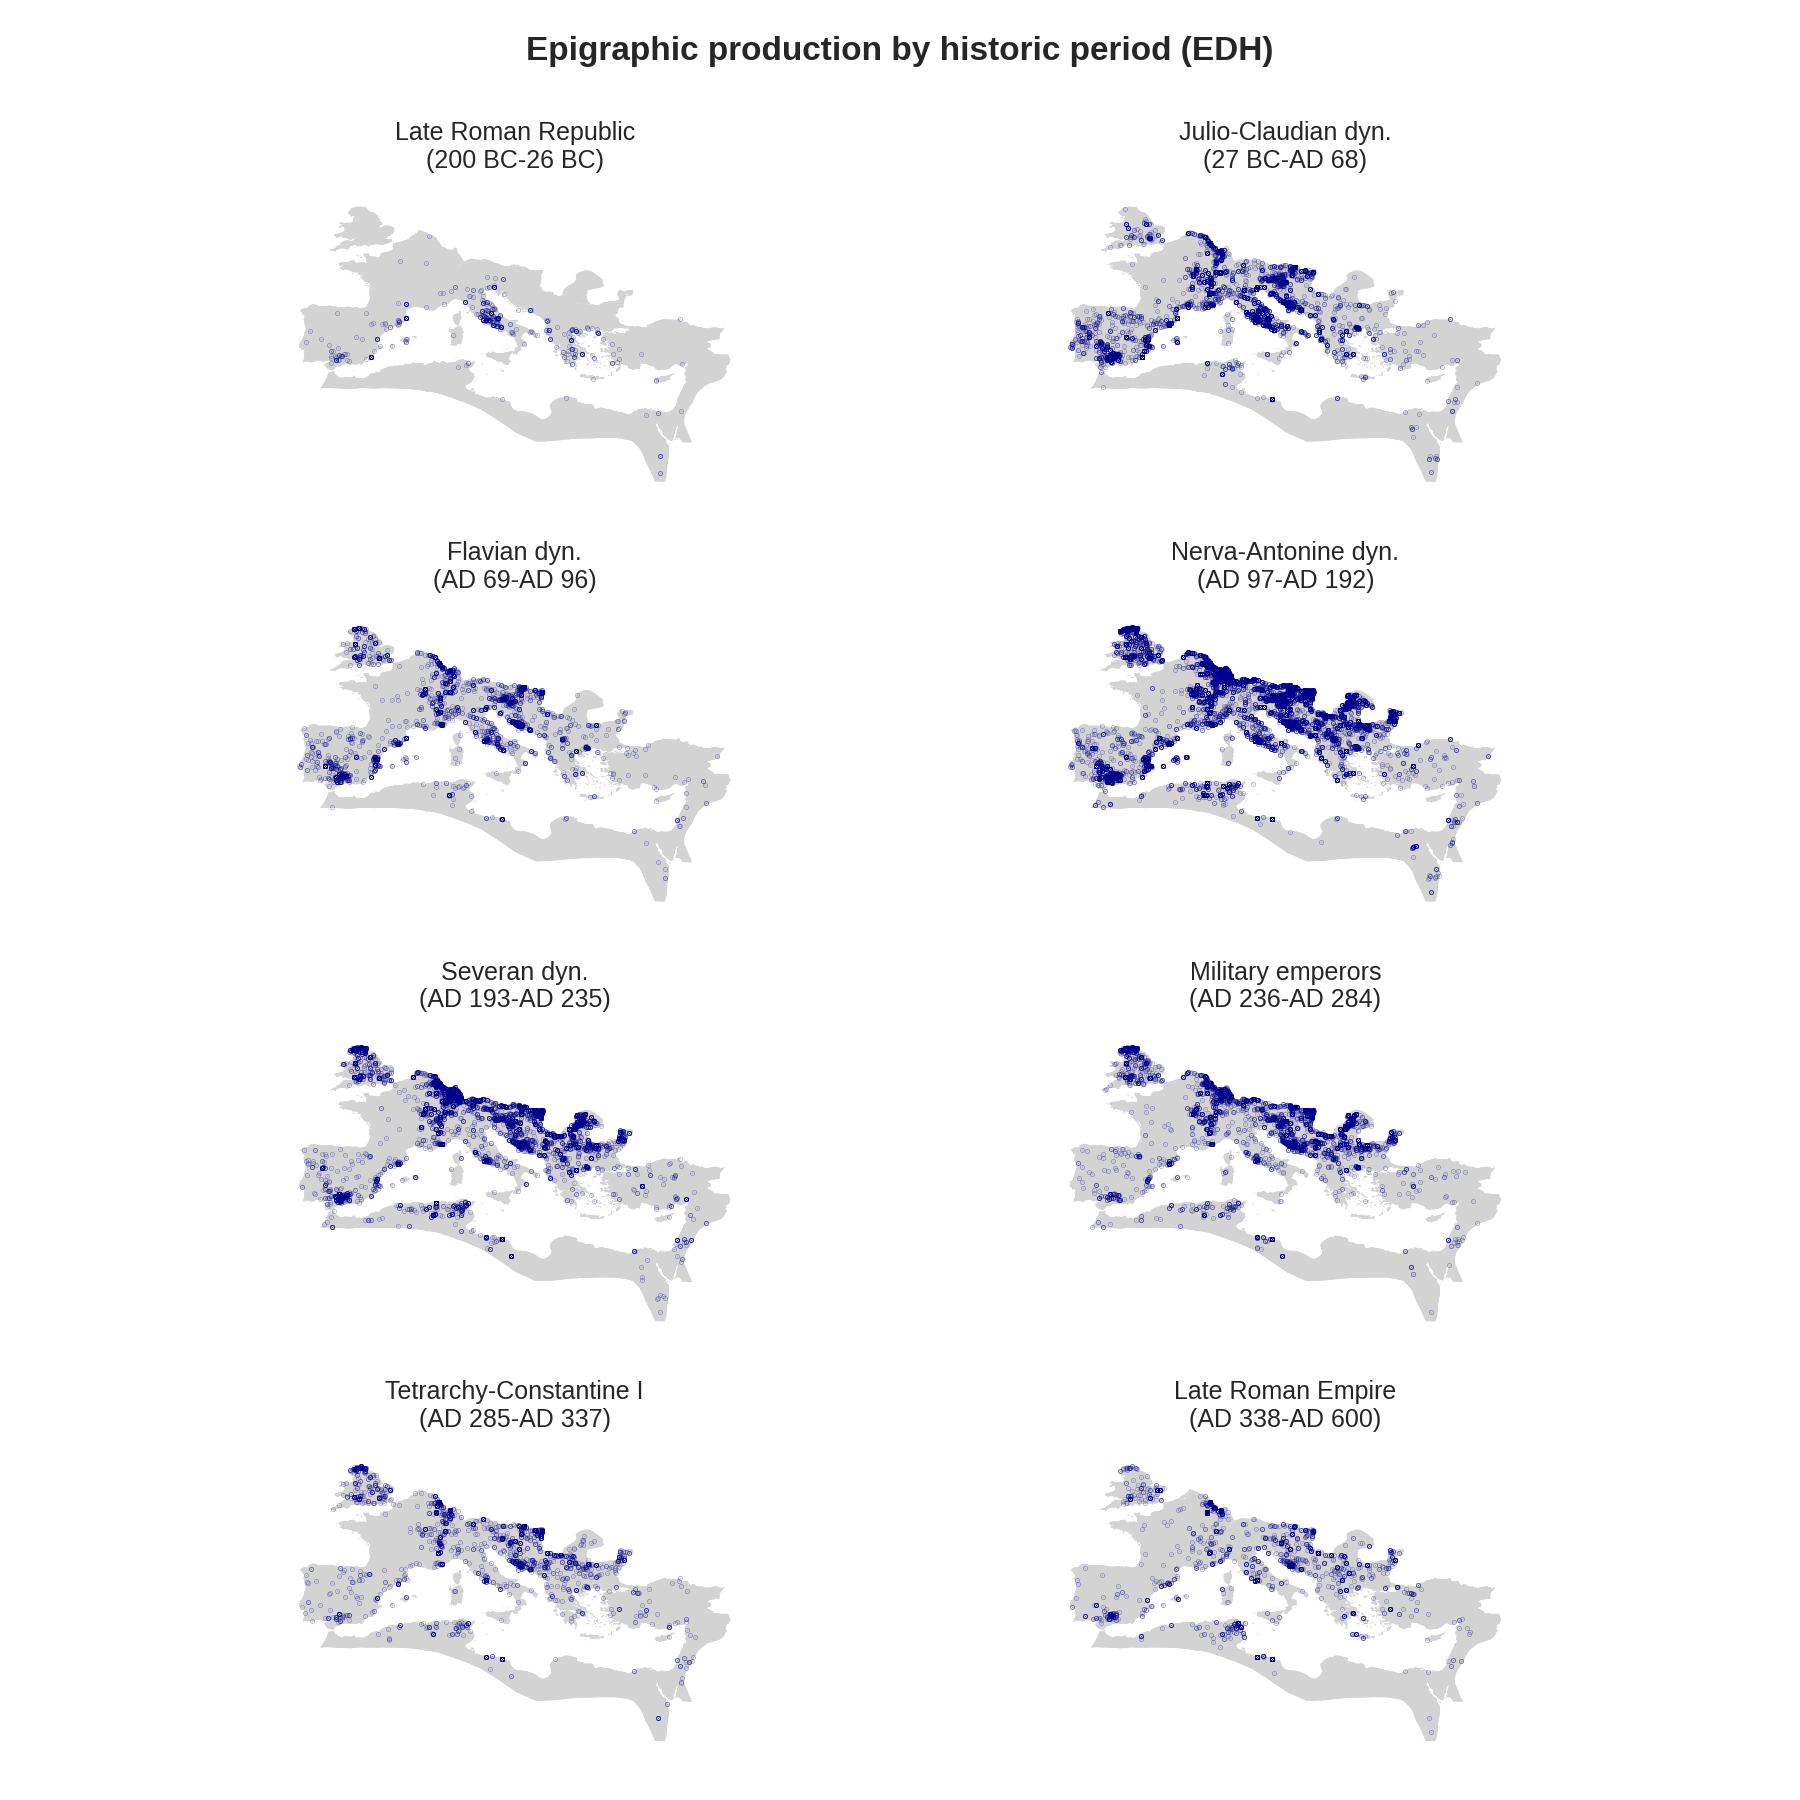 Epigraphic production by historic period (EDH)
Late Roman Republic
(200 BC-26 BC)
Julio-Claudian dyn.
(27 BC-AD 68)
Flavian dyn.
(AD 69-AD 96)
Nerva-Antonine dyn.
(AD 97-AD 192)
Severan dyn.
(AD 193-AD 235)
Military emperors
(AD 236-AD 284)
Tetrarchy-Constantine I
(AD 285-AD 337)
Late Roman Empire
(AD 338-AD 600)